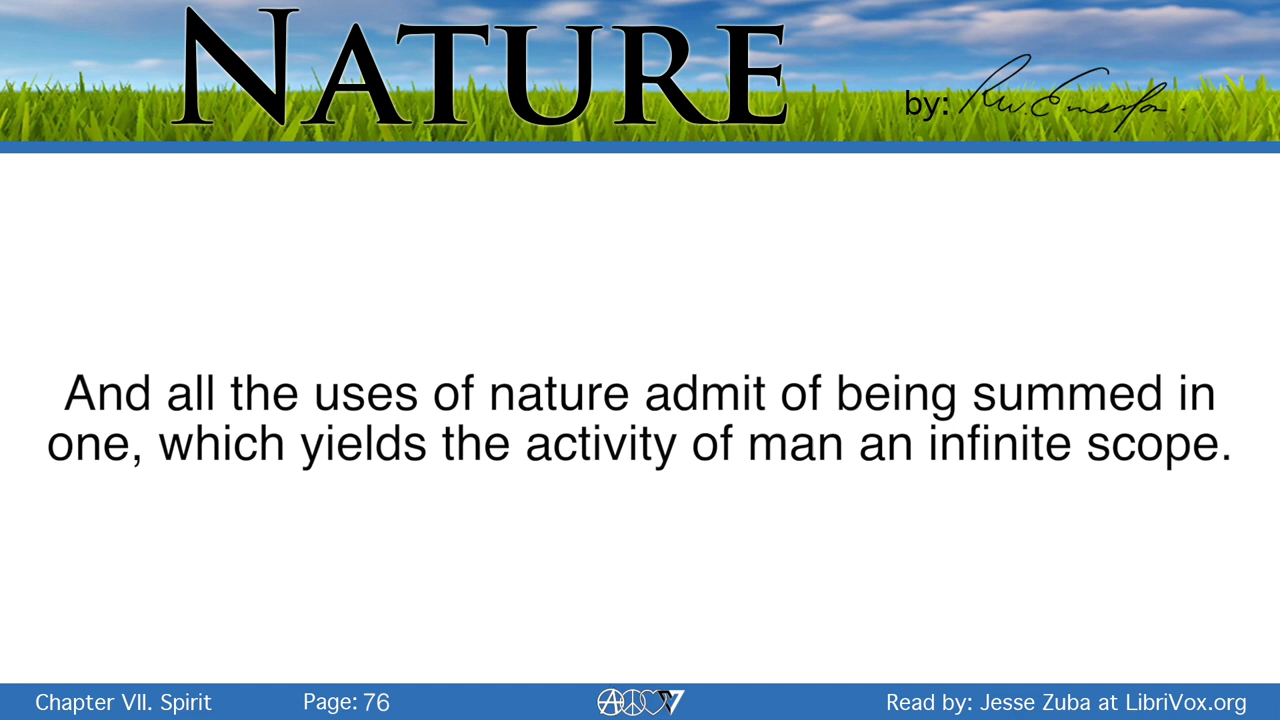 NATURE
by: R.W. Emerson.
And all the uses of nature admit of being summed in
one, which yields the activity of man an infinite scope.
Chapter VII. Spirit
Page: 76
Read by: Jesse Zuba at LibriVox.org